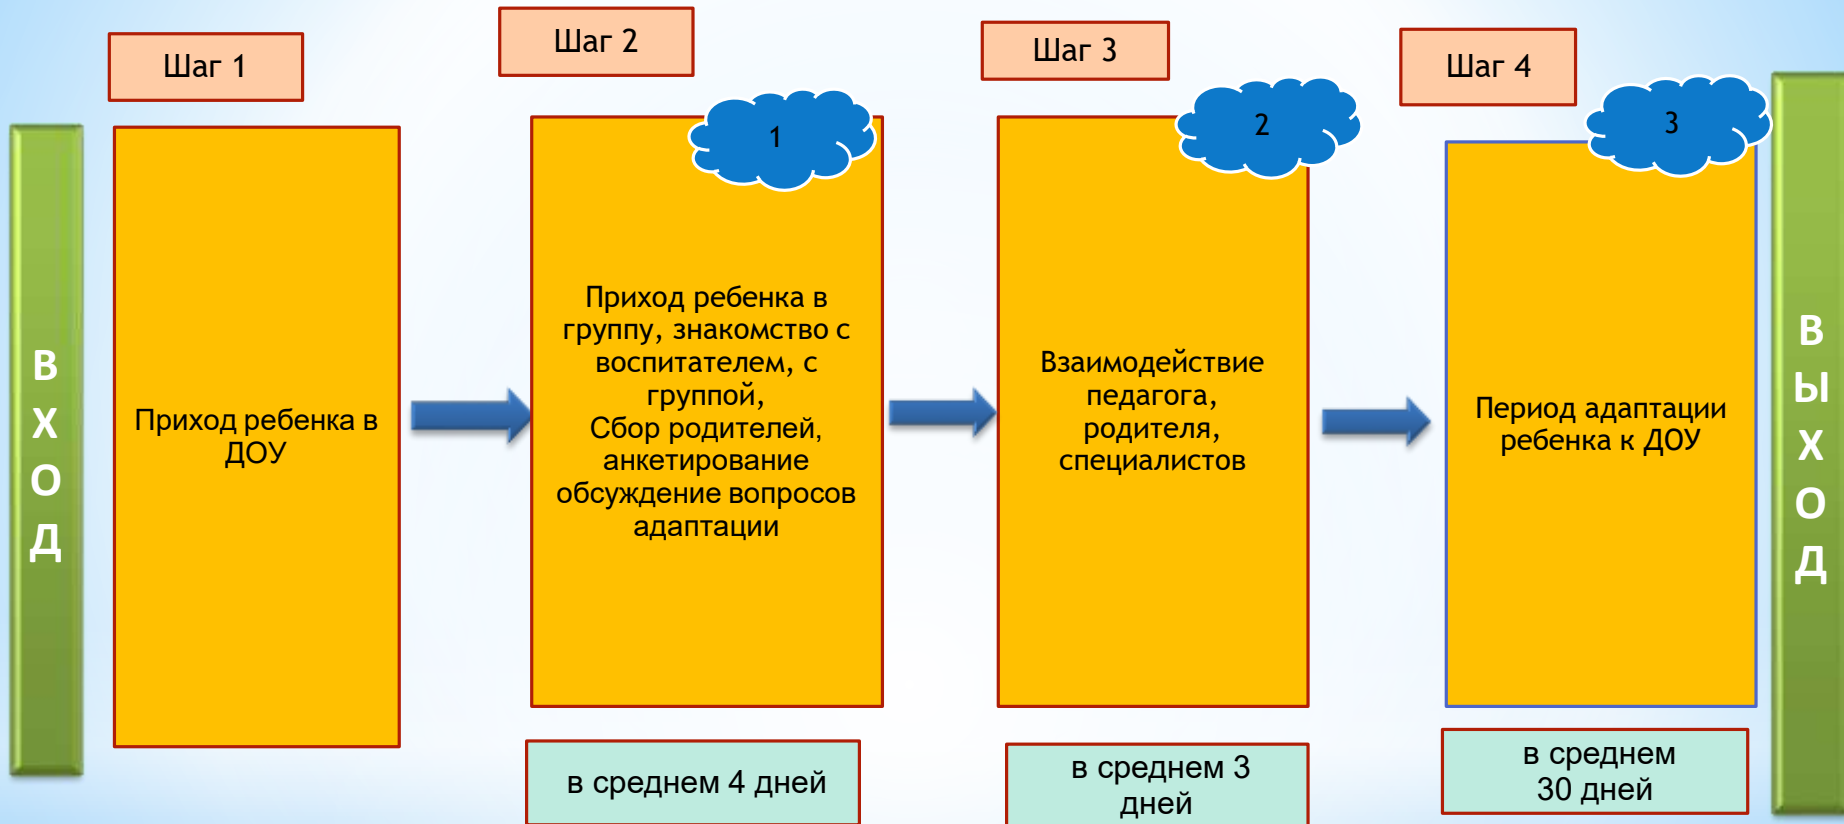 ВХОД
Шаг 1
Приход ребенка в
ДОУ
Шаг 2
1
Приход ребенка в
группу, знакомство с
воспитателем, с
группой,
Сбор родителей,
анкетирование
обсуждение вопросов
адаптации
в среднем 4 дней
Шаг 3
2
Взаимодействие
педагога,
родителя,
специалистов
в среднем 3
дней
Шаг 4
3
Период адаптации
ребенка к ДОУ
в среднем
30 дней
ВЫХОД